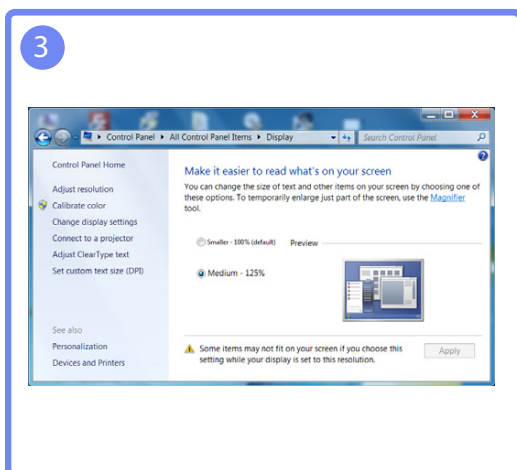 3
Control Panel ▸ All Control Panel Items ▸ Display
Search Control Panel
Control Panel Home
Adjust resolution
Calibrate color
Change display settings
Connect to a projector
Adjust ClearType text
Set custom text size (DPI)
See also
Personalization
Devices and Printers
Make it easier to read what's on your screen
You can change the size of text and other items on your screen by choosing one of
these options. To temporarily enlarge just part of the screen, use the Magnifier
tool.
Smaller - 100% (default) Preview
Medium - 125%
Some items may not fit on your screen if you choose this
setting while your display is set to this resolution.
Apply